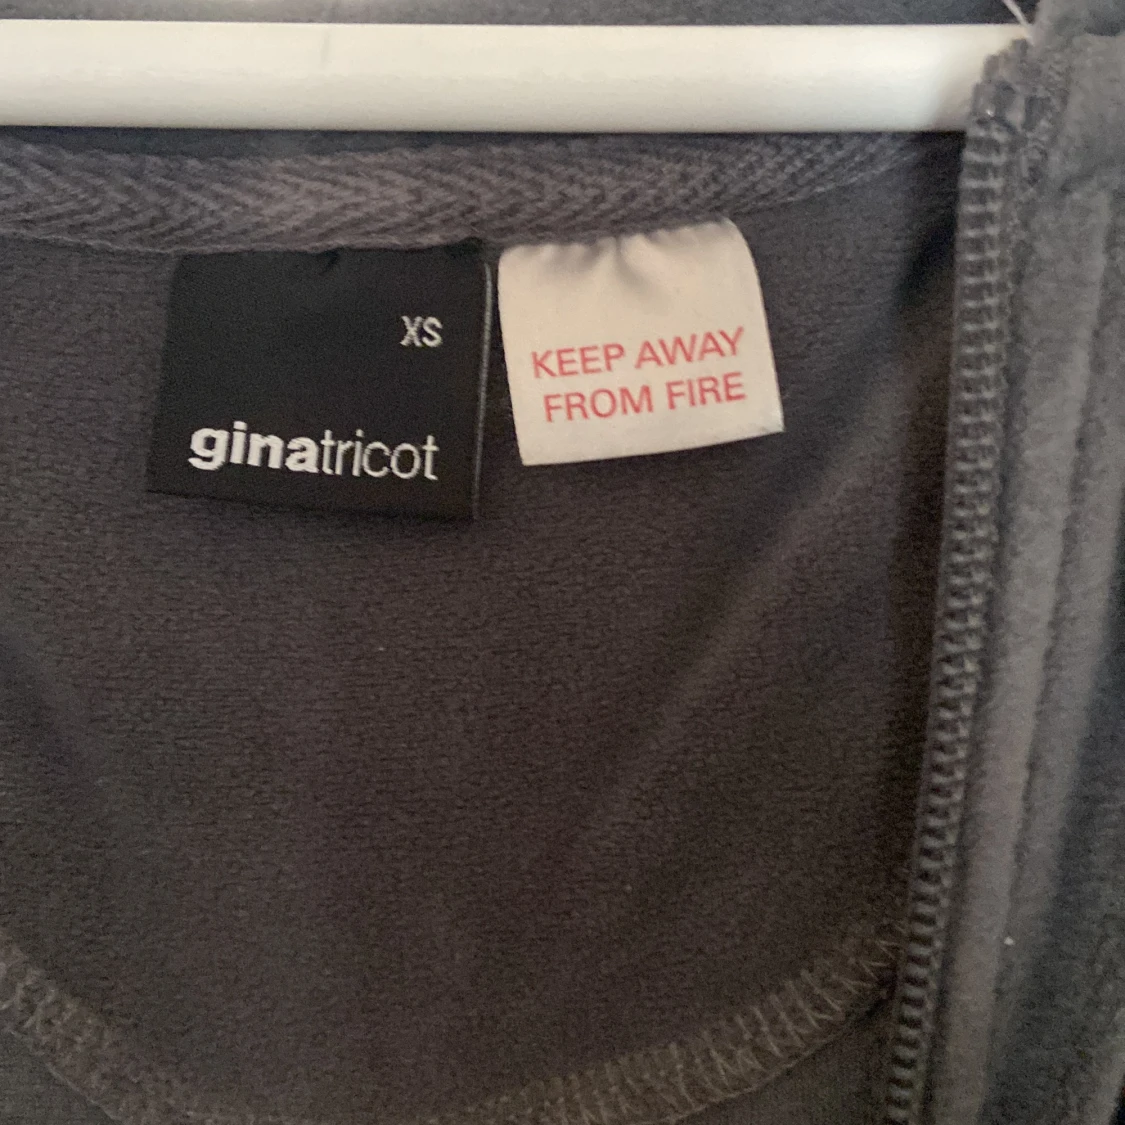 XS
ginatricot
KEEP AWAY
FROM FIRE